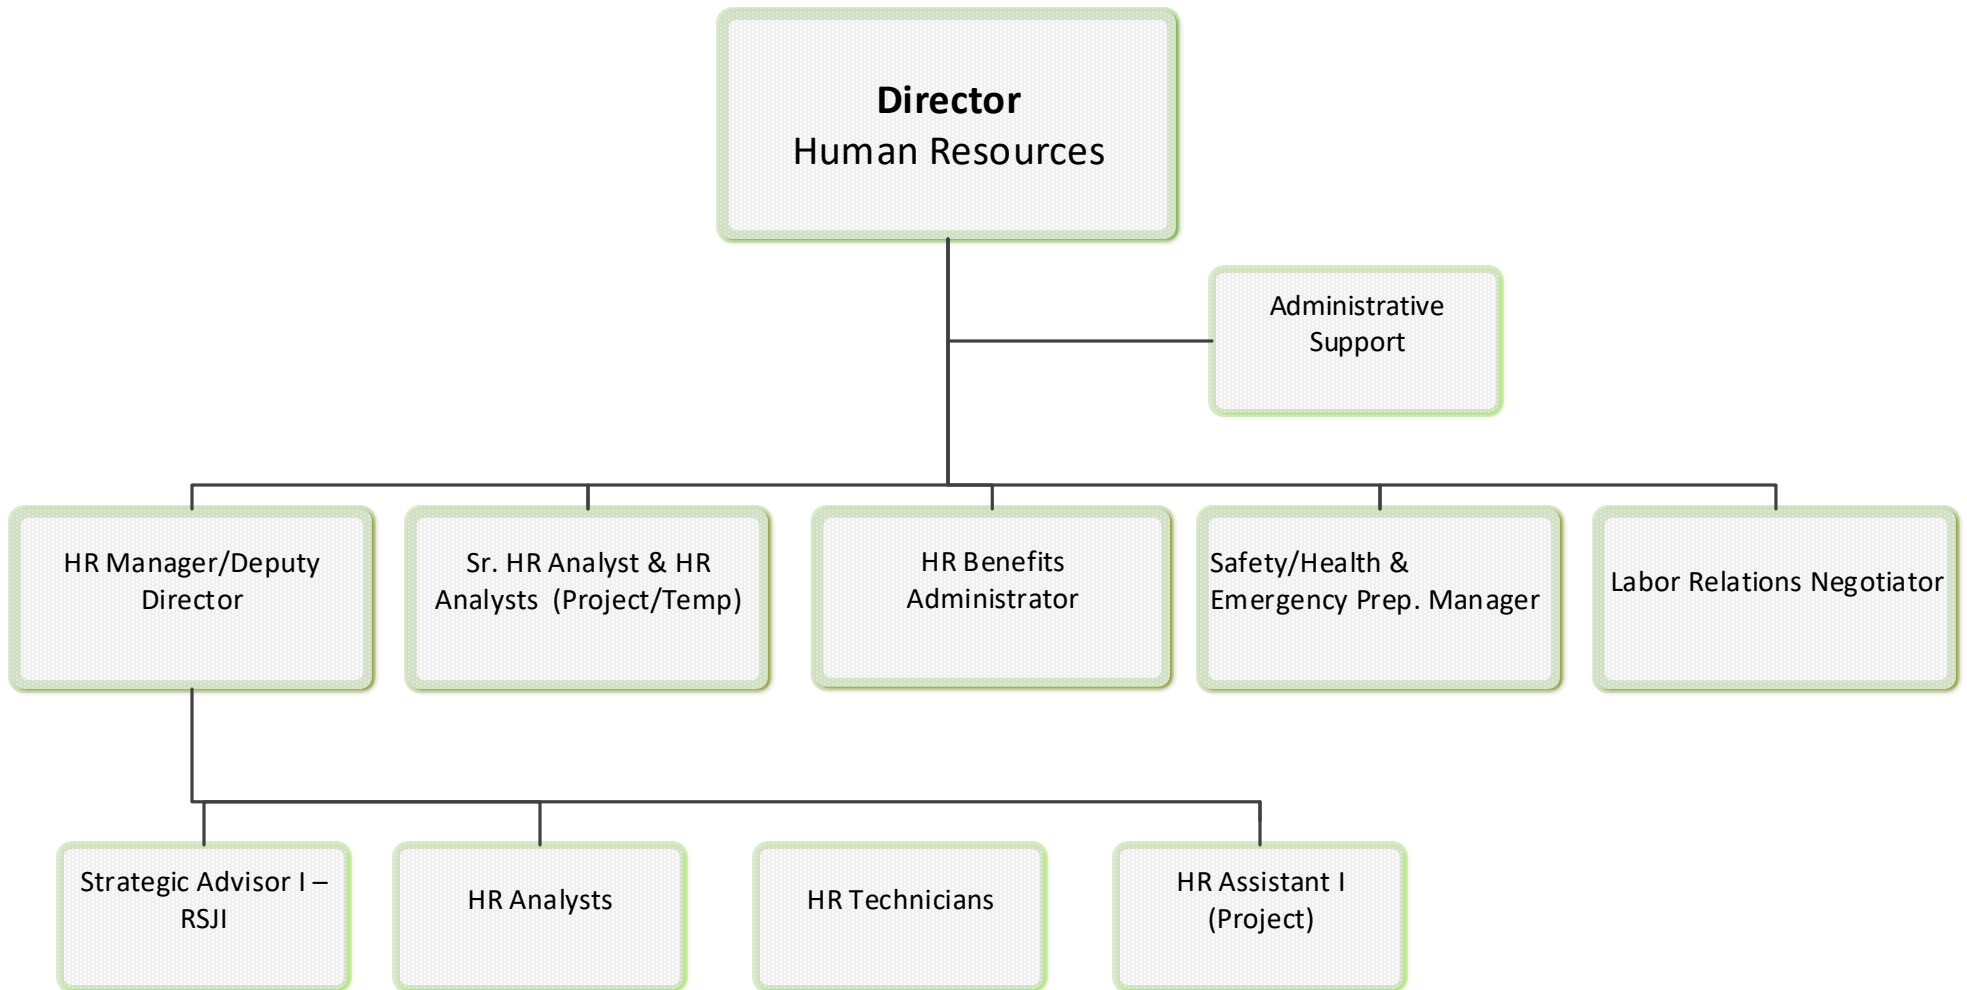 Director
Human Resources
Administrative
Support
HR Manager/Deputy
Director
Sr. HR Analyst & HR
Analysts (Project/Temp)
HR Benefits
Administrator
Safety/Health &
Emergency Prep. Manager
Labor Relations Negotiator
Strategic Advisor I –
RSJI
HR Analysts
HR Technicians
HR Assistant I
(Project)